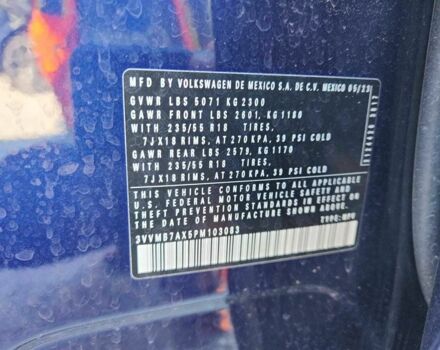 MFD BY VOLKSWAGEN DE MEXICO S.A. DE C.V. MEXICO 05/23
GVWR LBS 5071 KG 2300
GAWR FRONT LBS 2601, KG 1180
WITH 235/55 R18 TIRES,
7JX18 RIMS, AT 270 KPA, 39 PSI COLD
GAWR REAR LBS 2579, KG 1170
WITH 235/55 R18 TIRES,
7JX18 RIMS, AT 270 KPA, 39 PSI COLD
THIS VEHICLE CONFORMS TO ALL APPLICABLE
U.S. FEDERAL MOTOR VEHICLE SAFETY
AND THEFT PREVENTION STANDARDS IN EFFECT ON
THE DATE OF MANUFACTURE SHOWN ABOVE.
3VVMB7AX5PM103083
TYPE: MPV